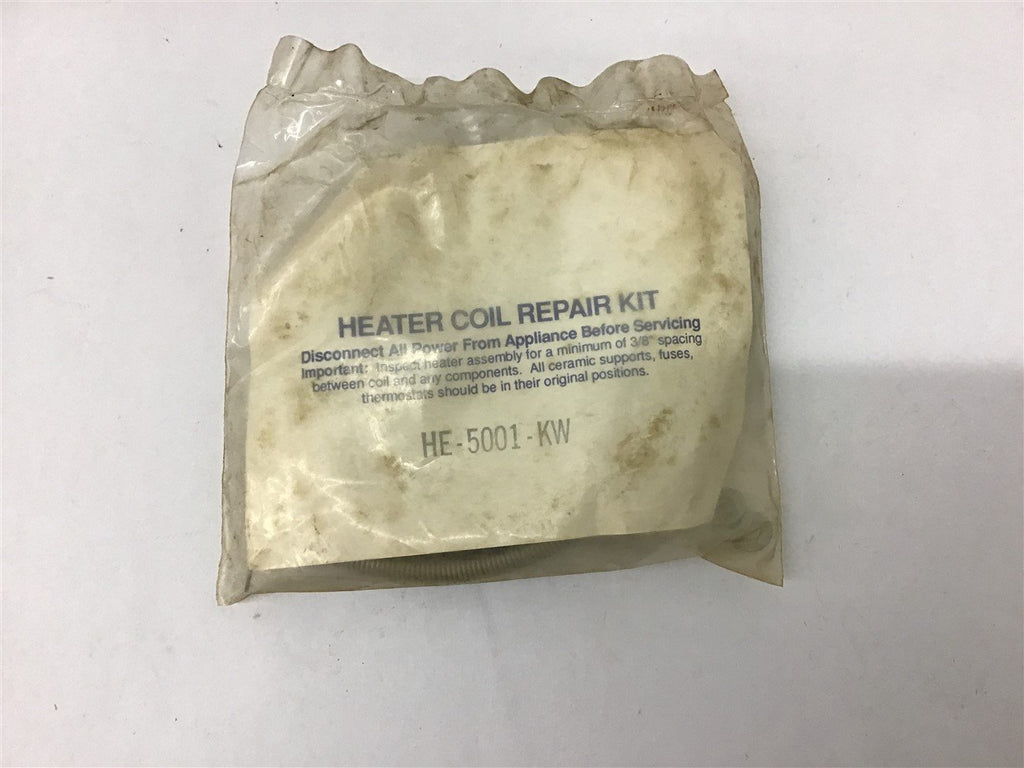 HEATER COIL REPAIR KIT
Disconnect All Power From Appliance Before Servicing
Important: Inspect heater assembly for a minimum of 3/8" spacing
between coil and any components. All ceramic supports, fuses,
thermostats should be in their original positions.
HE-5001-KW